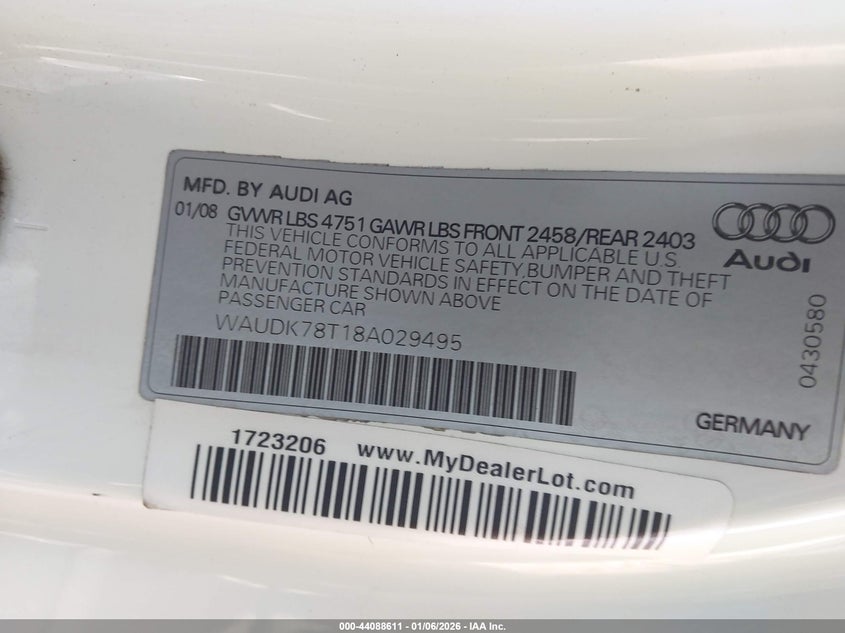 MFD. BY AUDI AG
01/08 GVWR LBS 4751 GAWR LBS FRONT 2458/REAR 2403
THIS VEHICLE CONFORMS TO ALL APPLICABLE U.S.
FEDERAL MOTOR VEHICLE SAFETY, BUMPER AND THEFT
PREVENTION STANDARDS IN EFFECT ON THE DATE OF
MANUFACTURE SHOWN ABOVE
PASSENGER CAR
WAUDK78T18A029495
Audi
0430580
GERMANY
1723206 www.MyDealerLot.com
000-44088611 - 01/06/2026 - IAA Inc.